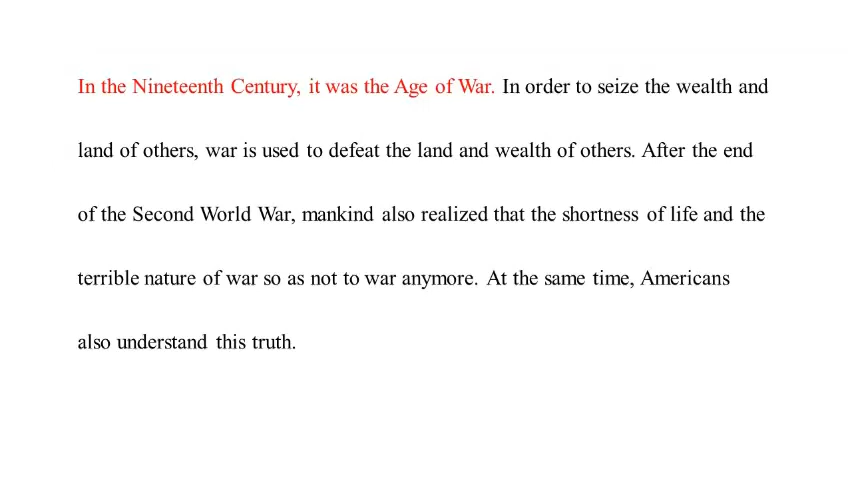 In the Nineteenth Century, it was the Age of War. In order to seize the wealth and
land of others, war is used to defeat the land and wealth of others. After the end
of the Second World War, mankind also realized that the shortness of life and the
terrible nature of war so as not to war anymore. At the same time, Americans
also understand this truth.